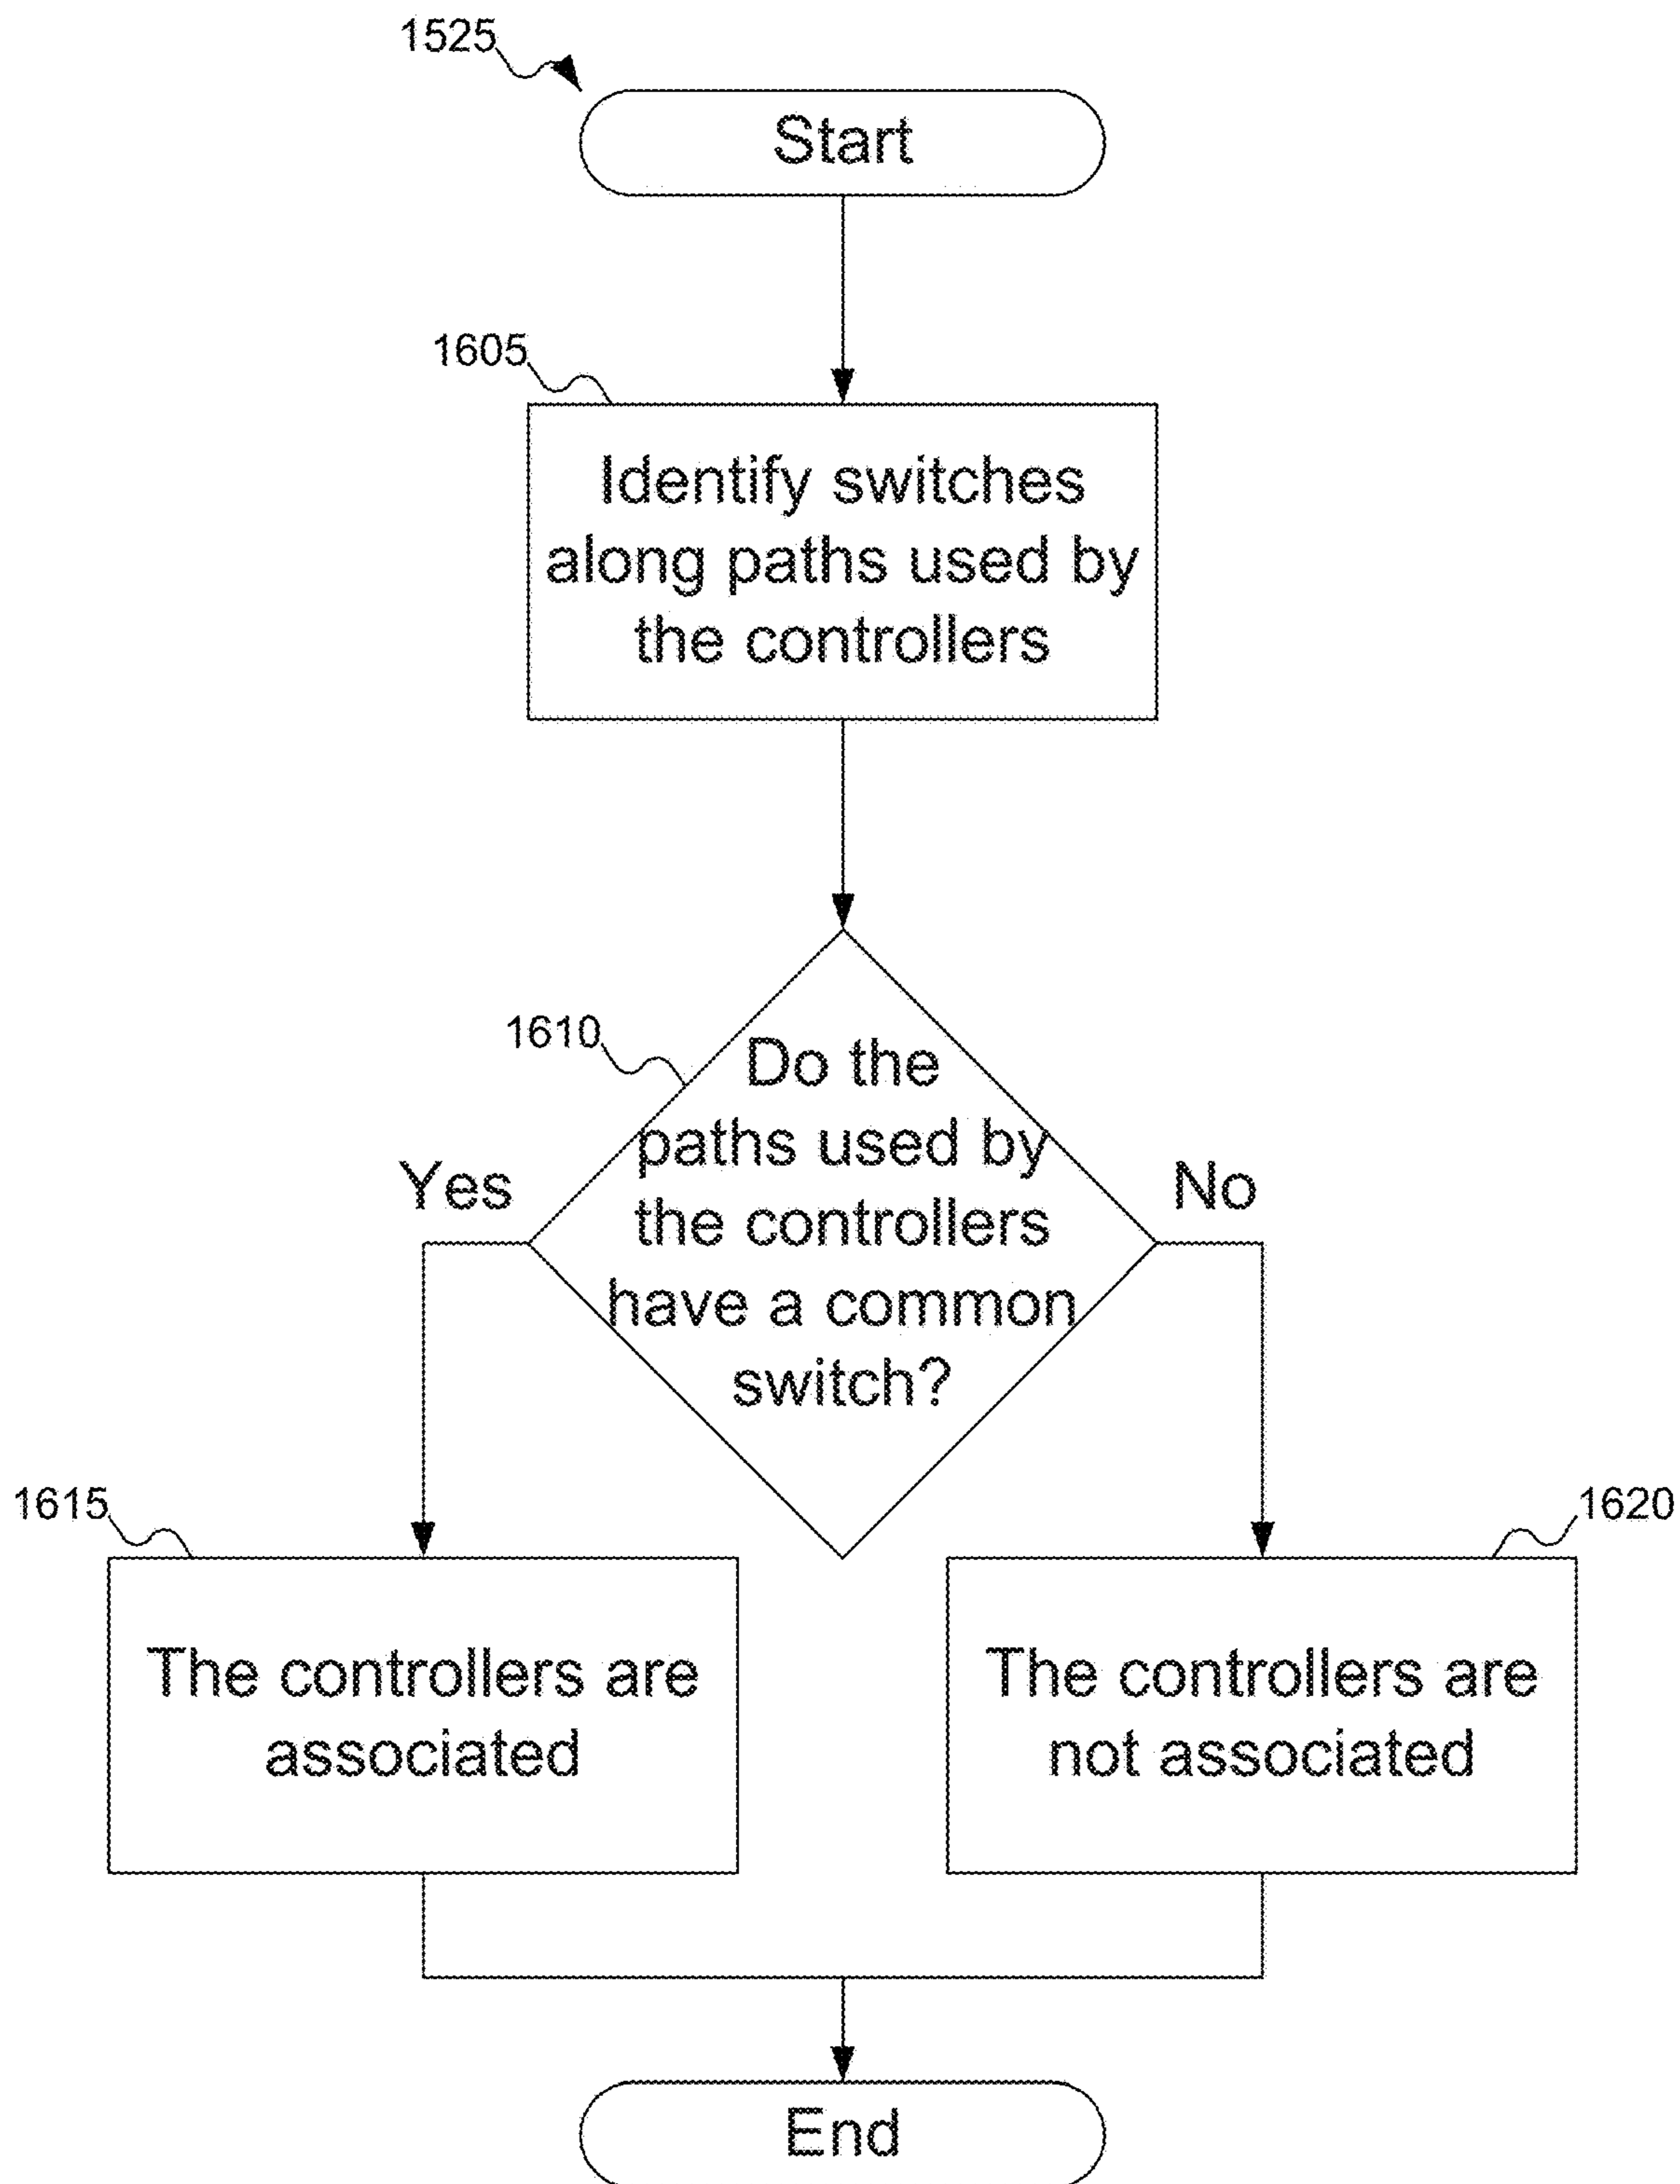 1525
Start
1605
Identify switches
along paths used by
the controllers
1610
Do the
paths used by
the controllers
have a common
switch?
Yes
No
1615
The controllers are
associated
1620
The controllers are
not associated
End